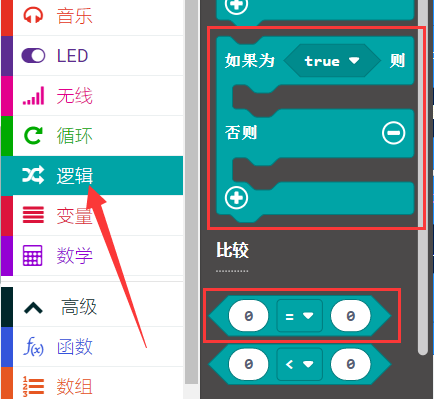 音乐
LED
无线
循环
逻辑
变量
数学
高级
f(x) 函数
数组
如果为 true 则
否则
比较
0 = 0
0 < 0